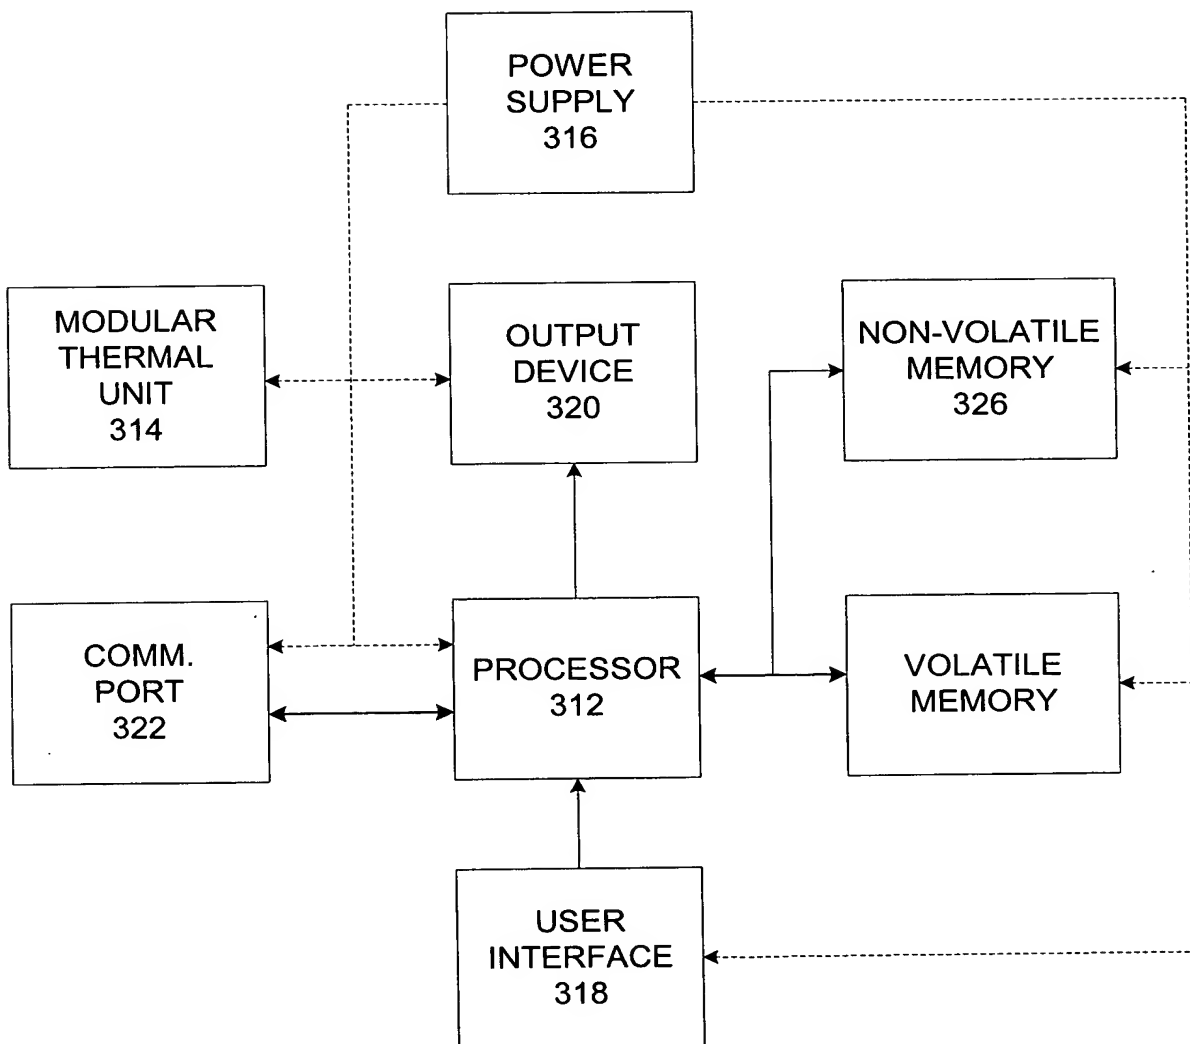 POWER
SUPPLY
316
MODULAR
THERMAL
UNIT
314
OUTPUT
DEVICE
320
NON-VOLATILE
MEMORY
326
COMM.
PORT
322
PROCESSOR
312
VOLATILE
MEMORY
USER
INTERFACE
318